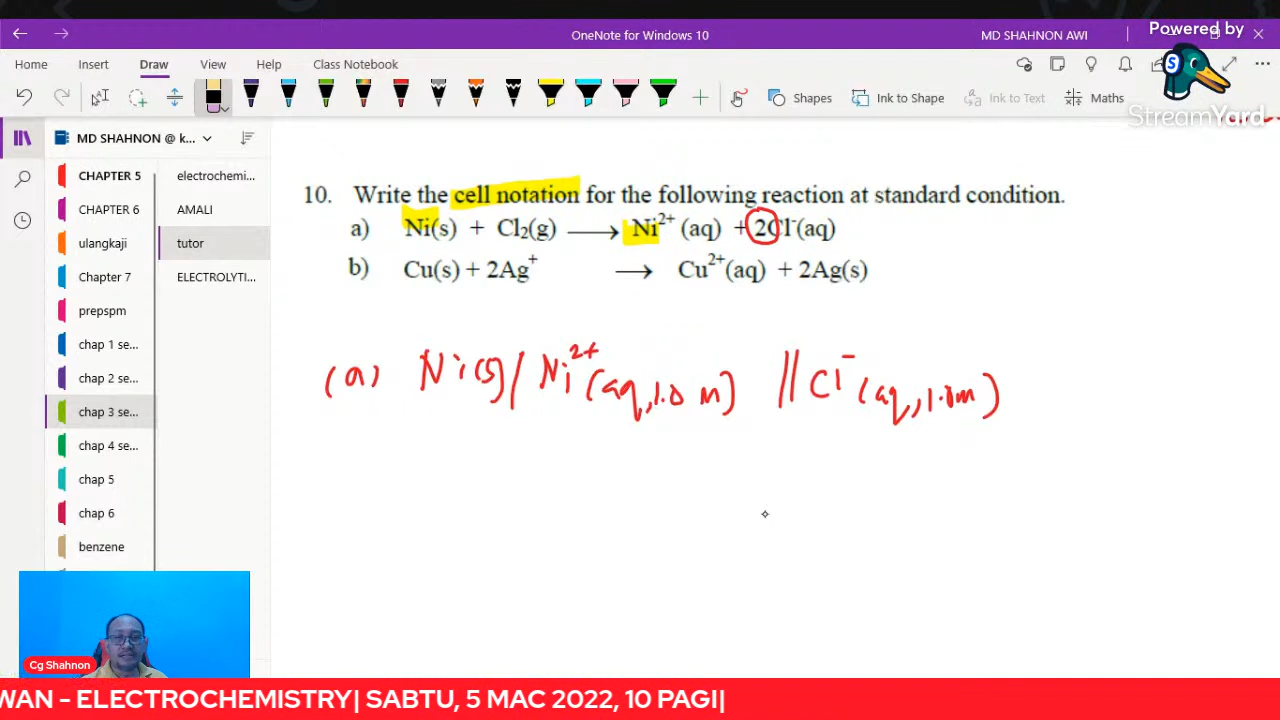 Powered by
OneNote for Windows 10
MD SHAHNON AWI
StreamYard
Home
Insert
Draw
View
Help
Class Notebook
Shapes
Ink to Shape
Ink to Text
Maths
MD SHAHNON @ k...
CHAPTER 5
CHAPTER 6
ulangkaji
Chapter 7
prepspm
chap 1 se...
chap 2 se...
chap 3 se...
chap 4 se...
chap 5
chap 6
benzene
electrochemi...
AMALI
tutor
ELECTROLYTI...
10. Write the cell notation for the following reaction at standard condition.
a) Ni(s) + Cl₂(g) ⟶ Ni²⁺ (aq) + 2Cl⁻(aq)
b) Cu(s) + 2Ag⁺ ⟶ Cu²⁺(aq) + 2Ag(s)
(a) Ni(s) / Ni²⁺ (aq, 1.0 M) // Cl⁻ (aq, 1.0M)
Cg Shahnon
WAN - ELECTROCHEMISTRY| SABTU, 5 MAC 2022, 10 PAGI|